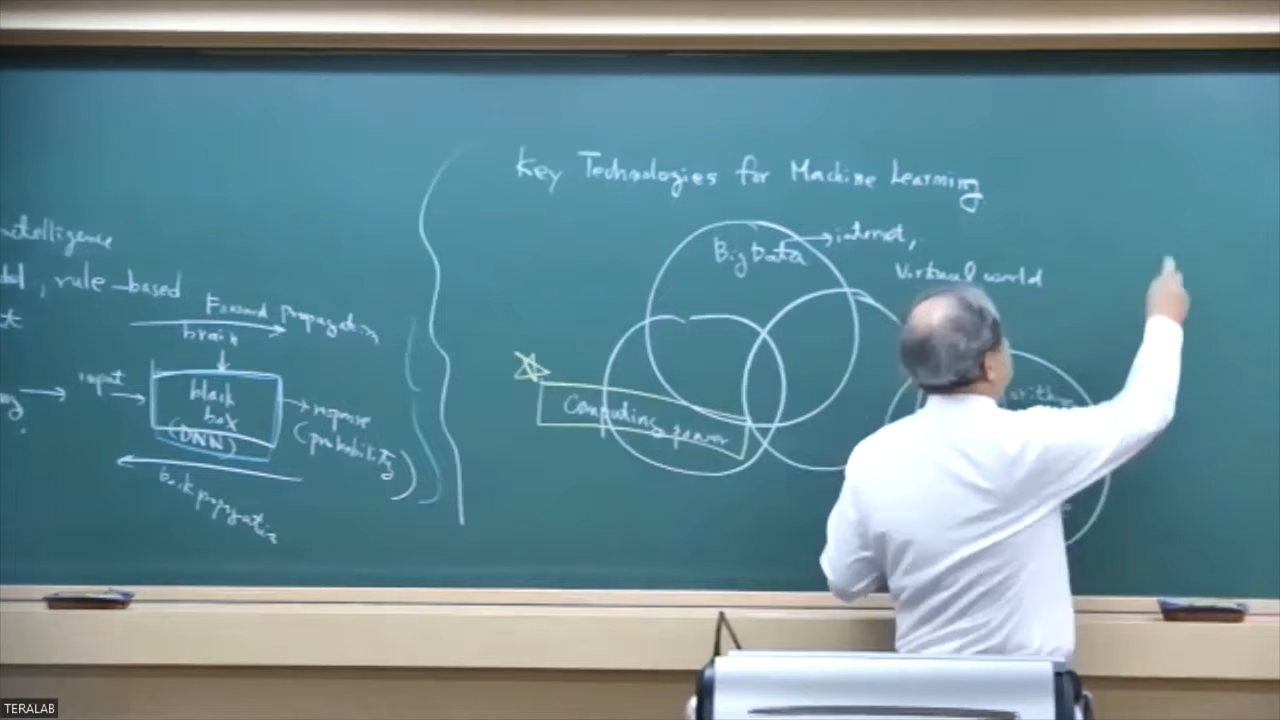 Key Technologies for Machine Learning
Big Data → internet,
Virtual world
Computing power
ntelligence
, rule-based
Forward propagation
brain
input
black
box
(DNN)
response
(probability)
back propagation
TERALAB